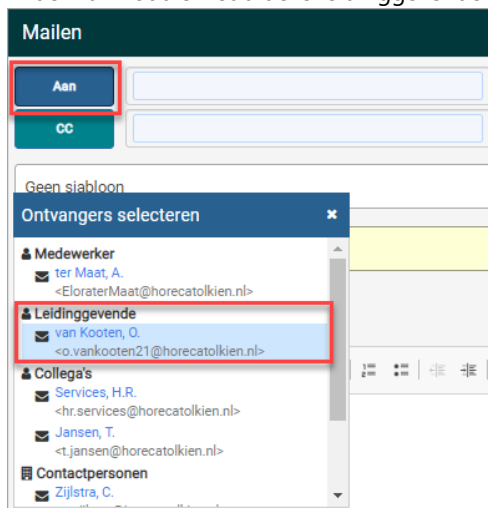 Mailen
Aan
CC
Geen sjabloon
Ontvangers selecteren
Medewerker
ter Maat, A.
<EloraterMaat@horecatolkien.nl>
Leidinggevende
van Kooten, O.
<o.vankooten21@horecatolkien.nl>
Collega's
Services, H.R.
<hr.services@horecatolkien.nl>
Jansen, T.
<t.jansen@horecatolkien.nl>
Contactpersonen
Zijlstra, C.